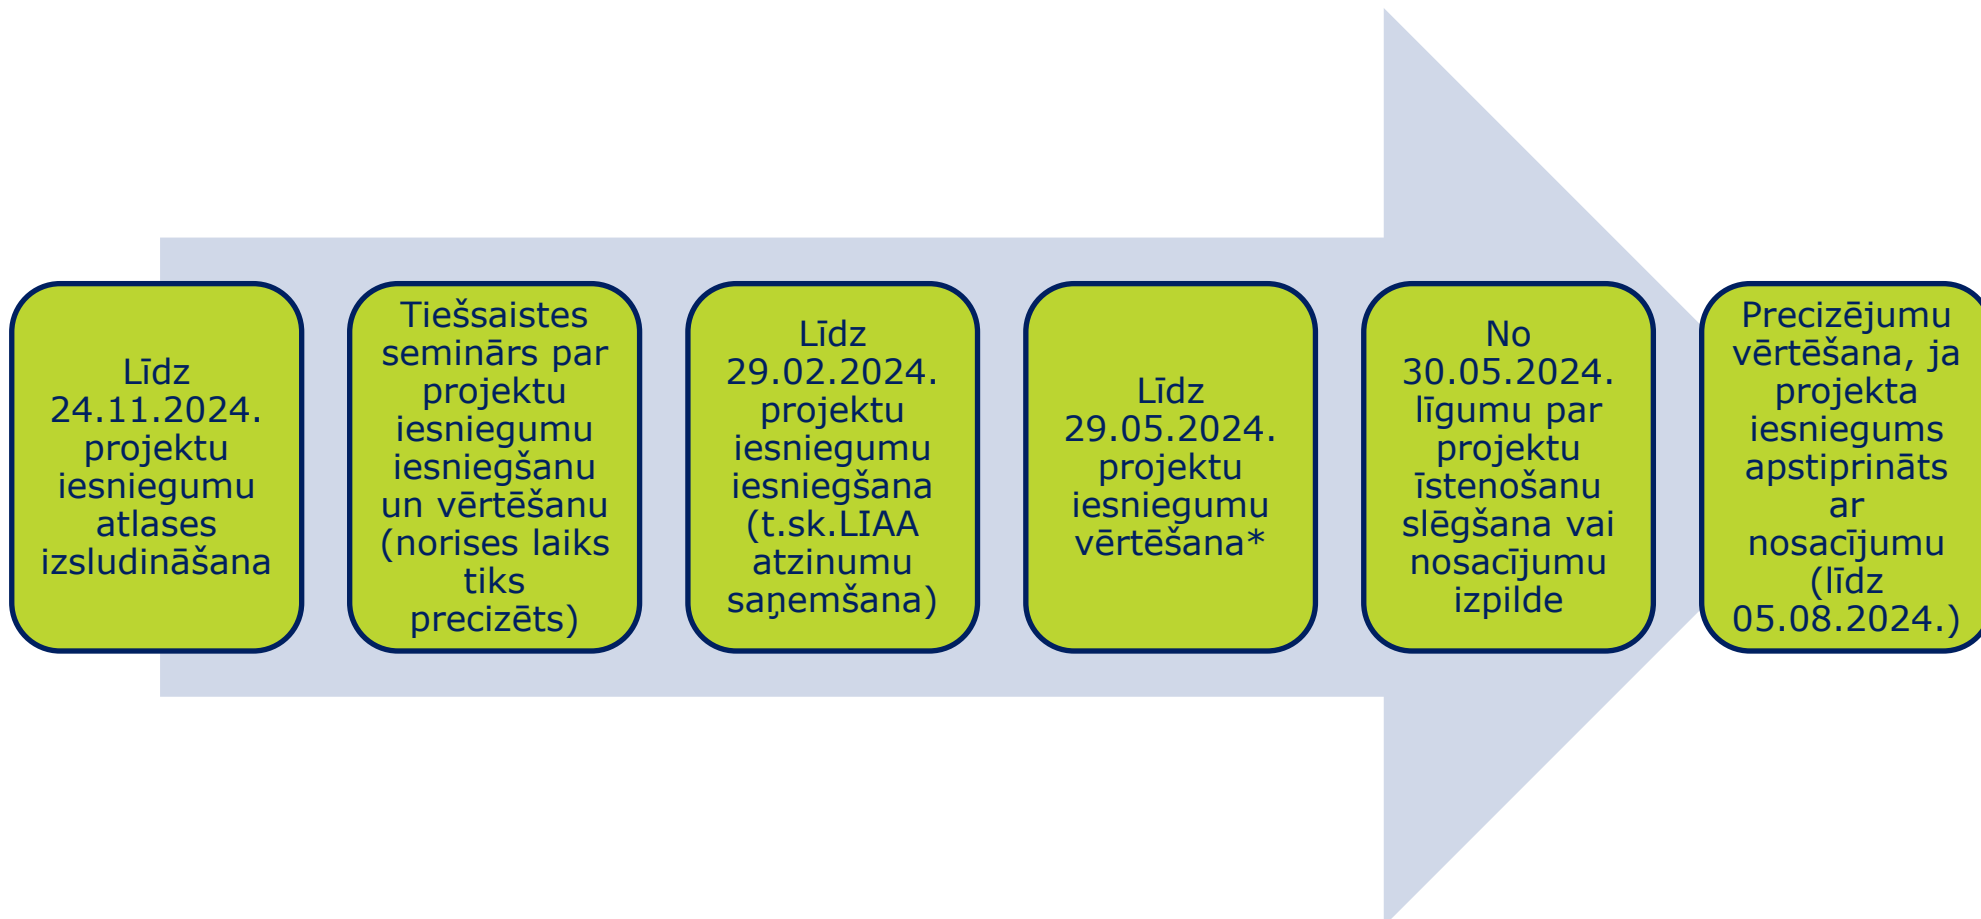 Līdz
24.11.2024.
projektu
iesniegumu
atlases
izsludināšana
Tiešsaistes
seminārs par
projektu
iesniegumu
iesniegšanu
un vērtēšanu
(norises laiks
tiks
precizēts)
Līdz
29.02.2024.
projektu
iesniegumu
iesniegšana
(t.sk.LIAA
atzinumu
saņemšana)
Līdz
29.05.2024.
projektu
iesniegumu
vērtēšana*
No
30.05.2024.
līgumu par
projektu
īstenošanu
slēgšana vai
nosacījumu
izpilde
Precizējumu
vērtēšana, ja
projekta
iesniegums
apstiprināts
ar
nosacījumu
(līdz
05.08.2024.)